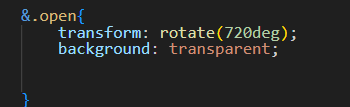 &.open{
transform: rotate(720deg);
background: transparent;
}